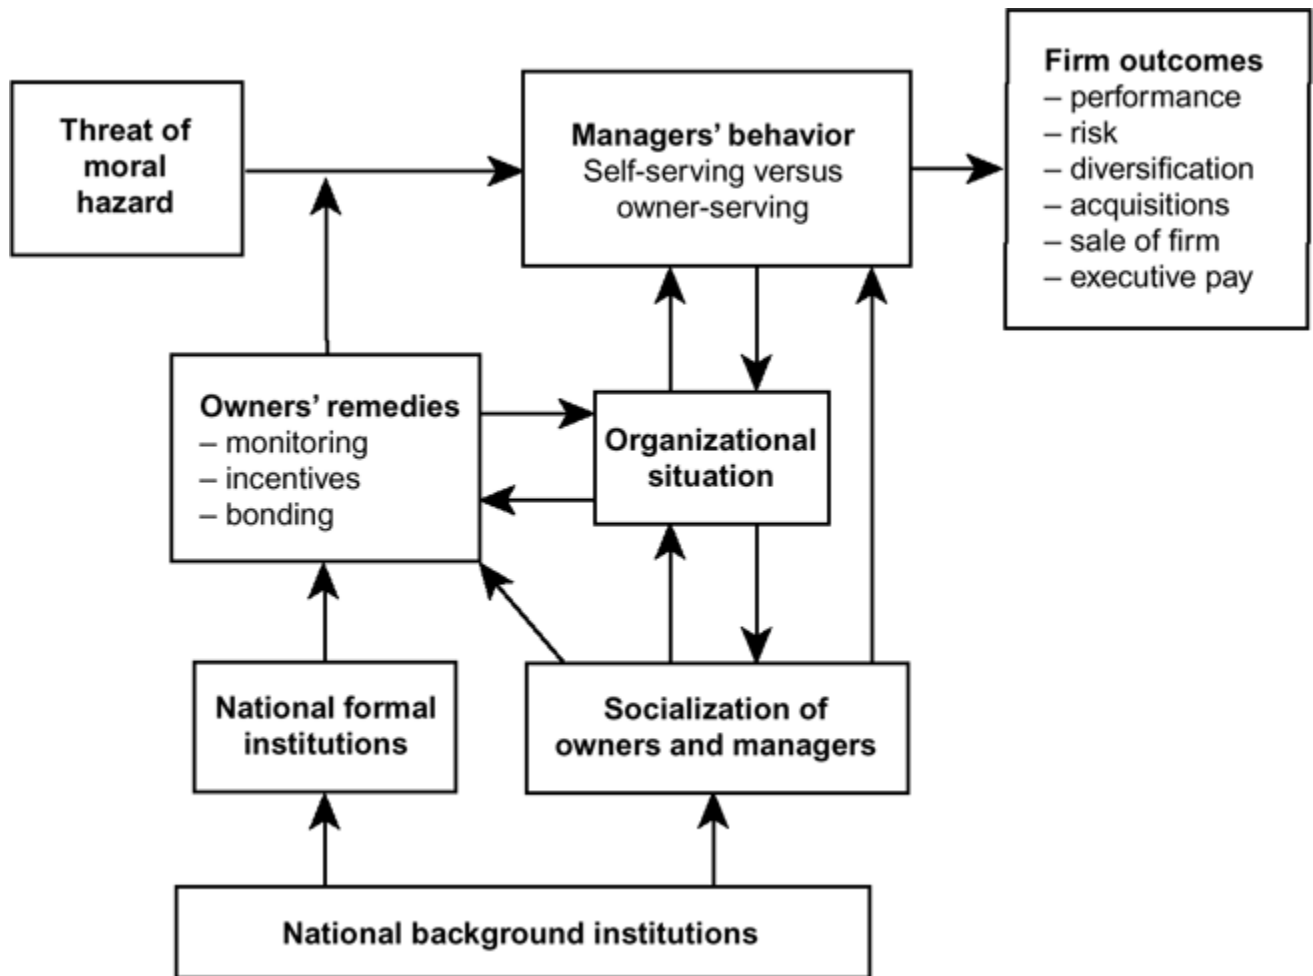 Threat of
moral
hazard
Managers’ behavior
Self-serving versus
owner-serving
Firm outcomes
– performance
– risk
– diversification
– acquisitions
– sale of firm
– executive pay
Owners’ remedies
– monitoring
– incentives
– bonding
Organizational
situation
National formal
institutions
Socialization of
owners and managers
National background institutions